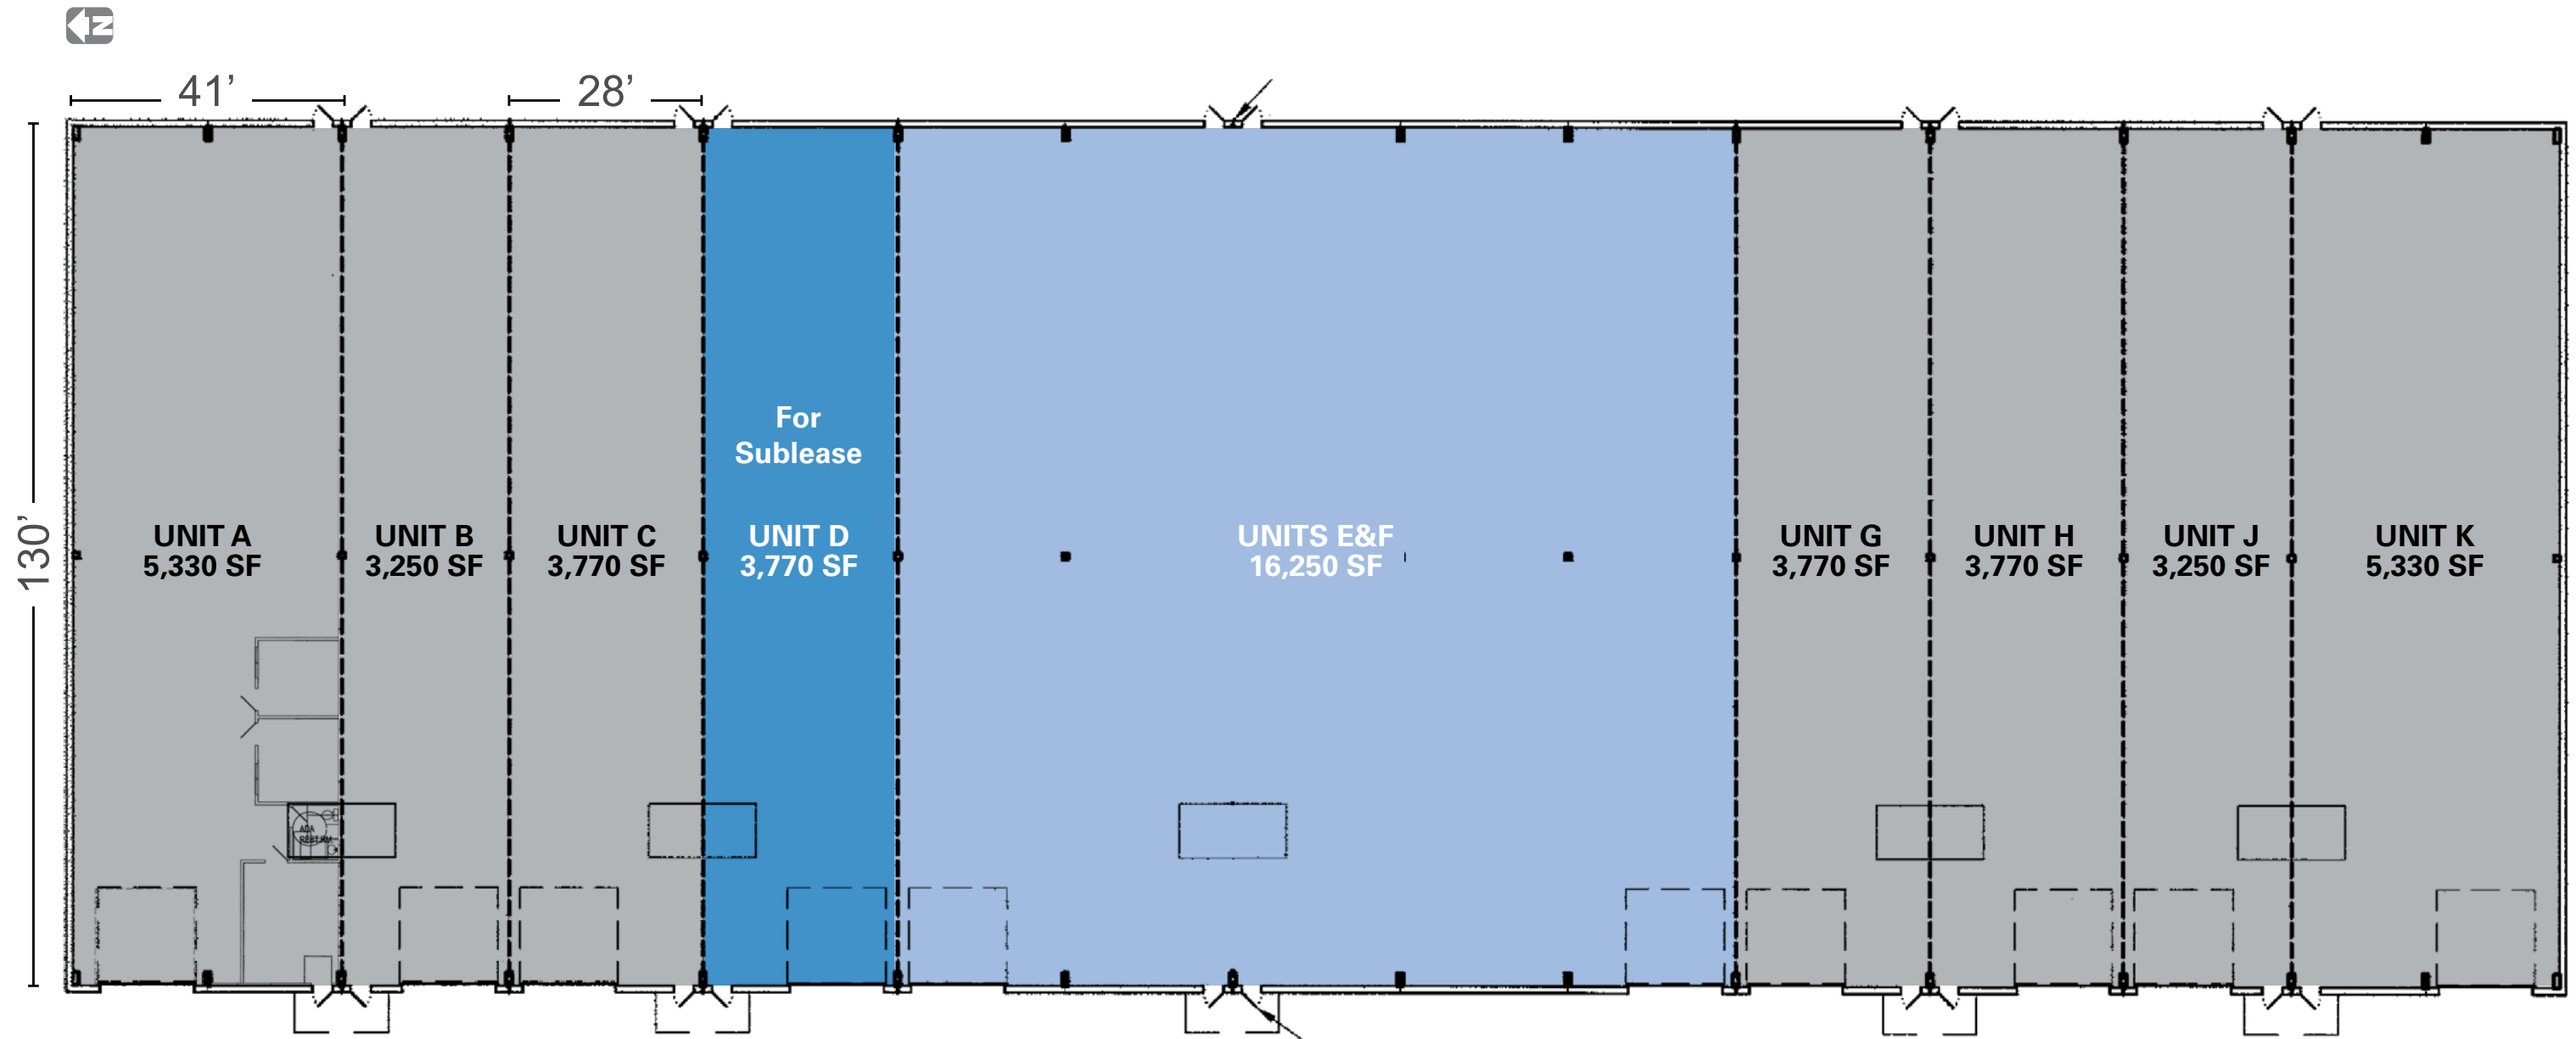 N
41’
28’
130’
For
Sublease
UNIT A
5,330 SF
UNIT B
3,250 SF
UNIT C
3,770 SF
UNIT D
3,770 SF
UNITS E&F
16,250 SF
UNIT G
3,770 SF
UNIT H
3,770 SF
UNIT J
3,250 SF
UNIT K
5,330 SF
ADA